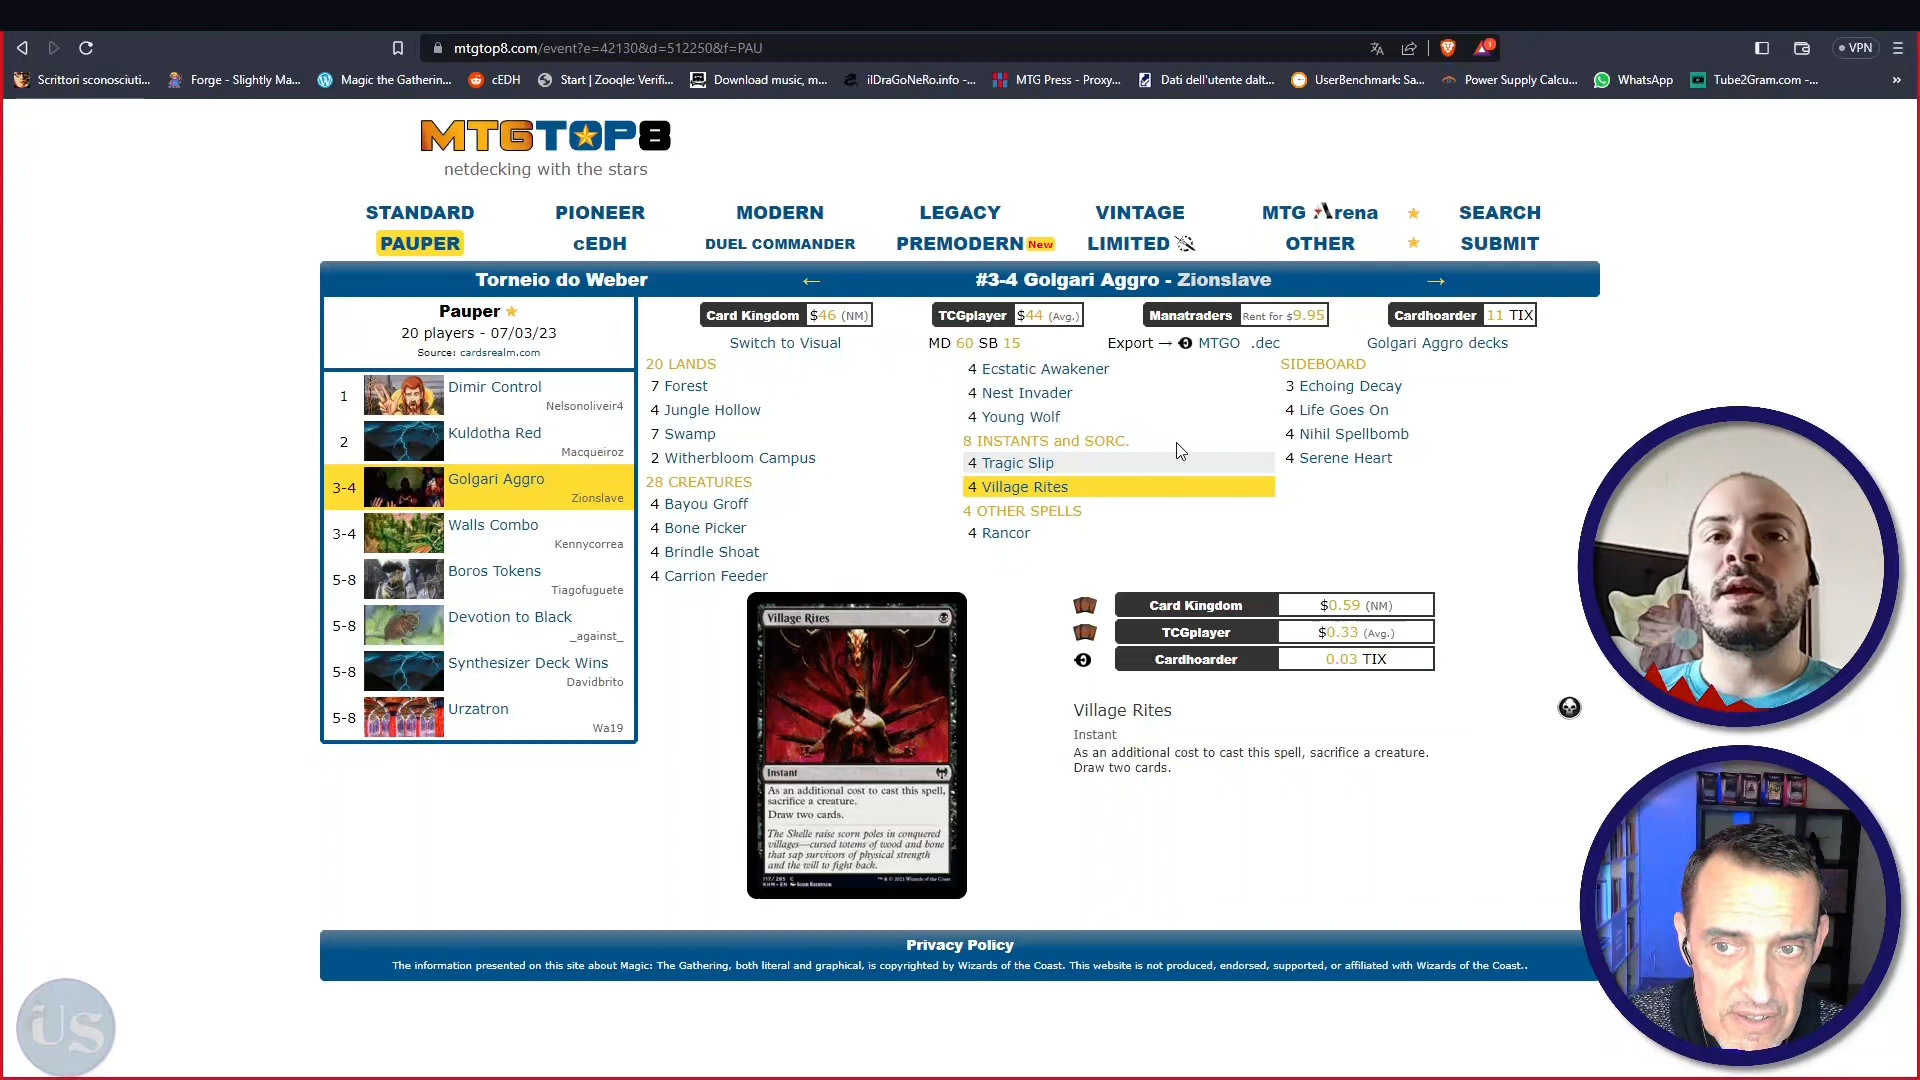 mtgtop8.com/event?e=42130&d=512250&f=PAU
1
VPN
Scrittori sconosciuti...
Forge - Slightly Ma...
Magic the Gatherin...
cEDH
Start | Zooqle: Verifi...
Download music, m...
ilDraGoNeRo.info -...
MTG Press - Proxy...
Dati dell'utente dalt...
UserBenchmark: Sa...
Power Supply Calcu...
WhatsApp
Tube2Gram.com -...
»
MTGTOP8
netdecking with the stars
STANDARD PIONEER MODERN LEGACY VINTAGE MTG Arena SEARCH
PAUPER cEDH DUEL COMMANDER PREMODERN New LIMITED OTHER SUBMIT
Torneio do Weber ← #3-4 Golgari Aggro - Zionslave →
Pauper
20 players - 07/03/23
Source: cardsrealm.com
1 Dimir Control
Nelsonoliveir4
2 Kuldotha Red
Macqueiroz
3-4 Golgari Aggro
Zionslave
3-4 Walls Combo
Kennycorrea
5-8 Boros Tokens
Tiagofuguete
5-8 Devotion to Black
_against_
5-8 Synthesizer Deck Wins
Davidbrito
5-8 Urzatron
Wa19
Card Kingdom $46 (NM)
TCGplayer $44 (Avg.)
Manatraders Rent for $9.95
Cardhoarder 11 TIX
Switch to Visual
MD 60 SB 15
Export → MTGO .dec
Golgari Aggro decks
20 LANDS
7 Forest
4 Jungle Hollow
7 Swamp
2 Witherbloom Campus
28 CREATURES
4 Bayou Groff
4 Bone Picker
4 Brindle Shoat
4 Carrion Feeder
4 Ecstatic Awakener
4 Nest Invader
4 Young Wolf
8 INSTANTS and SORC.
4 Tragic Slip
4 Village Rites
4 OTHER SPELLS
4 Rancor
SIDEBOARD
3 Echoing Decay
4 Life Goes On
4 Nihil Spellbomb
4 Serene Heart
Village Rites
Instant
As an additional cost to cast this spell,
sacrifice a creature.
Draw two cards.
The Skelle raise scorn poles in conquered
villages—cursed totems of wood and bone
that sap survivors of physical strength
and the will to fight back.
117/285 C
KHM • EN
™ & © 2021 Wizards of the Coast
Card Kingdom $0.59 (NM)
TCGplayer $0.33 (Avg.)
Cardhoarder 0.03 TIX
Village Rites
Instant
As an additional cost to cast this spell, sacrifice a creature.
Draw two cards.
Privacy Policy
The information presented on this site about Magic: The Gathering, both literal and graphical, is copyrighted by Wizards of the Coast. This website is not produced, endorsed, supported, or affiliated with Wizards of the Coast..
US